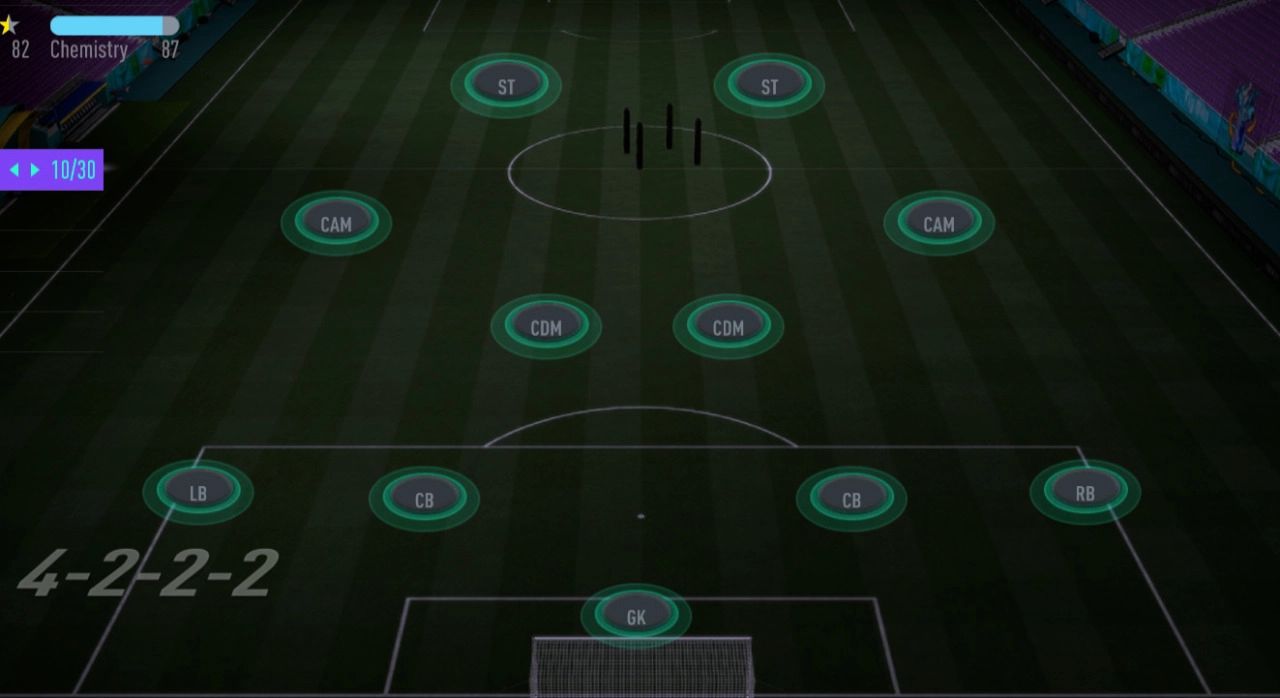 82 Chemistry 87
ST ST
10/30
CAM CAM
CDM CDM
LB CB CB RB
4-2-2-2
GK